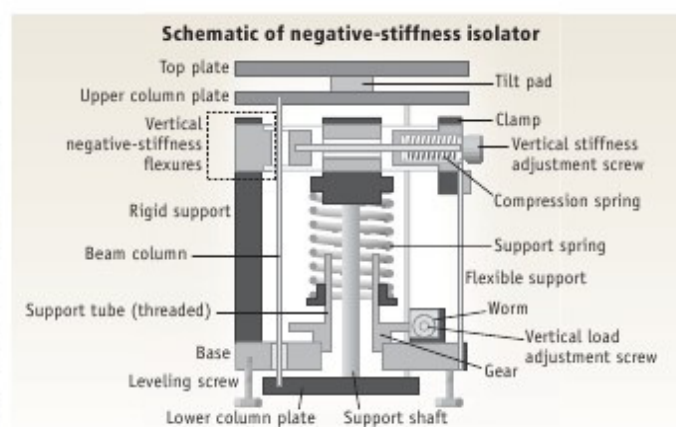 Schematic of negative-stiffness isolator
Top plate
Tilt pad
Upper column plate
Clamp
Vertical
negative-stiffness
flexures
Vertical stiffness
adjustment screw
Compression spring
Rigid support
Support spring
Beam column
Flexible support
Support tube (threaded)
Worm
Vertical load
adjustment screw
Base
Gear
Leveling screw
Lower column plate
Support shaft